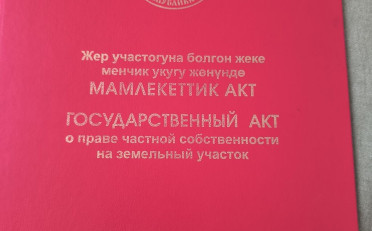 Жер участогуна болгон жеке
менчик укугу жөнүндө
МАМЛЕКЕТТИК АКТ
ГОСУДАРСТВЕННЫЙ АКТ
о праве частной собственности
на земельный участок